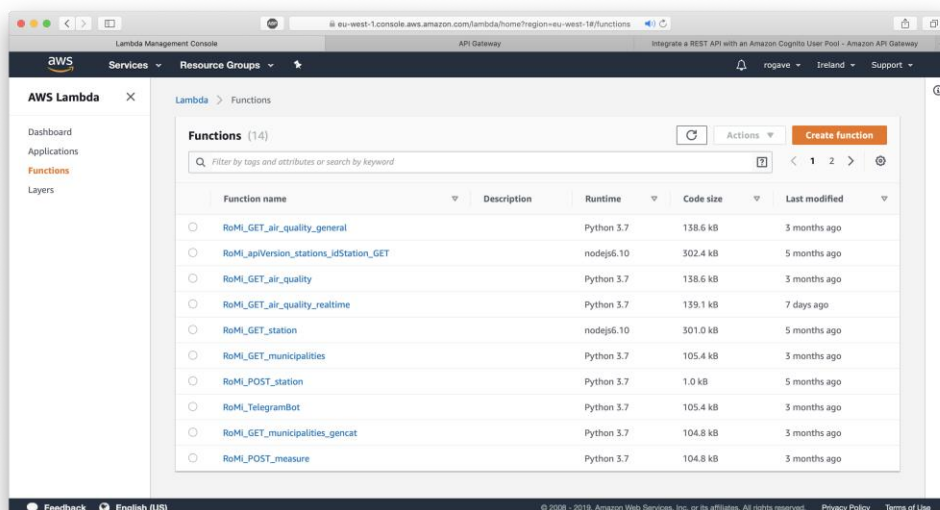 ABP
eu-west-1.console.aws.amazon.com/lambda/home?region=eu-west-1#/functions
Lambda Management Console API Gateway Integrate a REST API with an Amazon Cognito User Pool - Amazon API Gateway
aws Services Resource Groups rogave Ireland Support
AWS Lambda
Dashboard
Applications
Functions
Layers
Lambda > Functions
Functions (14) Actions Create function
Filter by tags and attributes or search by keyword ? < 1 2 >
Function name Description Runtime Code size Last modified
RoMi_GET_air_quality_general Python 3.7 138.6 kB 3 months ago
RoMi_apiVersion_stations_idStation_GET nodejs6.10 302.4 kB 5 months ago
RoMi_GET_air_quality Python 3.7 138.6 kB 3 months ago
RoMi_GET_air_quality_realtime Python 3.7 139.1 kB 7 days ago
RoMi_GET_station nodejs6.10 301.0 kB 5 months ago
RoMi_GET_municipalities Python 3.7 105.4 kB 3 months ago
RoMi_POST_station Python 3.7 1.0 kB 5 months ago
RoMi_TelegramBot Python 3.7 105.4 kB 3 months ago
RoMi_GET_municipalities_gencat Python 3.7 104.8 kB 3 months ago
RoMi_POST_measure Python 3.7 104.8 kB 3 months ago
Feedback English (US) © 2008 - 2019, Amazon Web Services, Inc. or its affiliates. All rights reserved. Privacy Policy Terms of Use